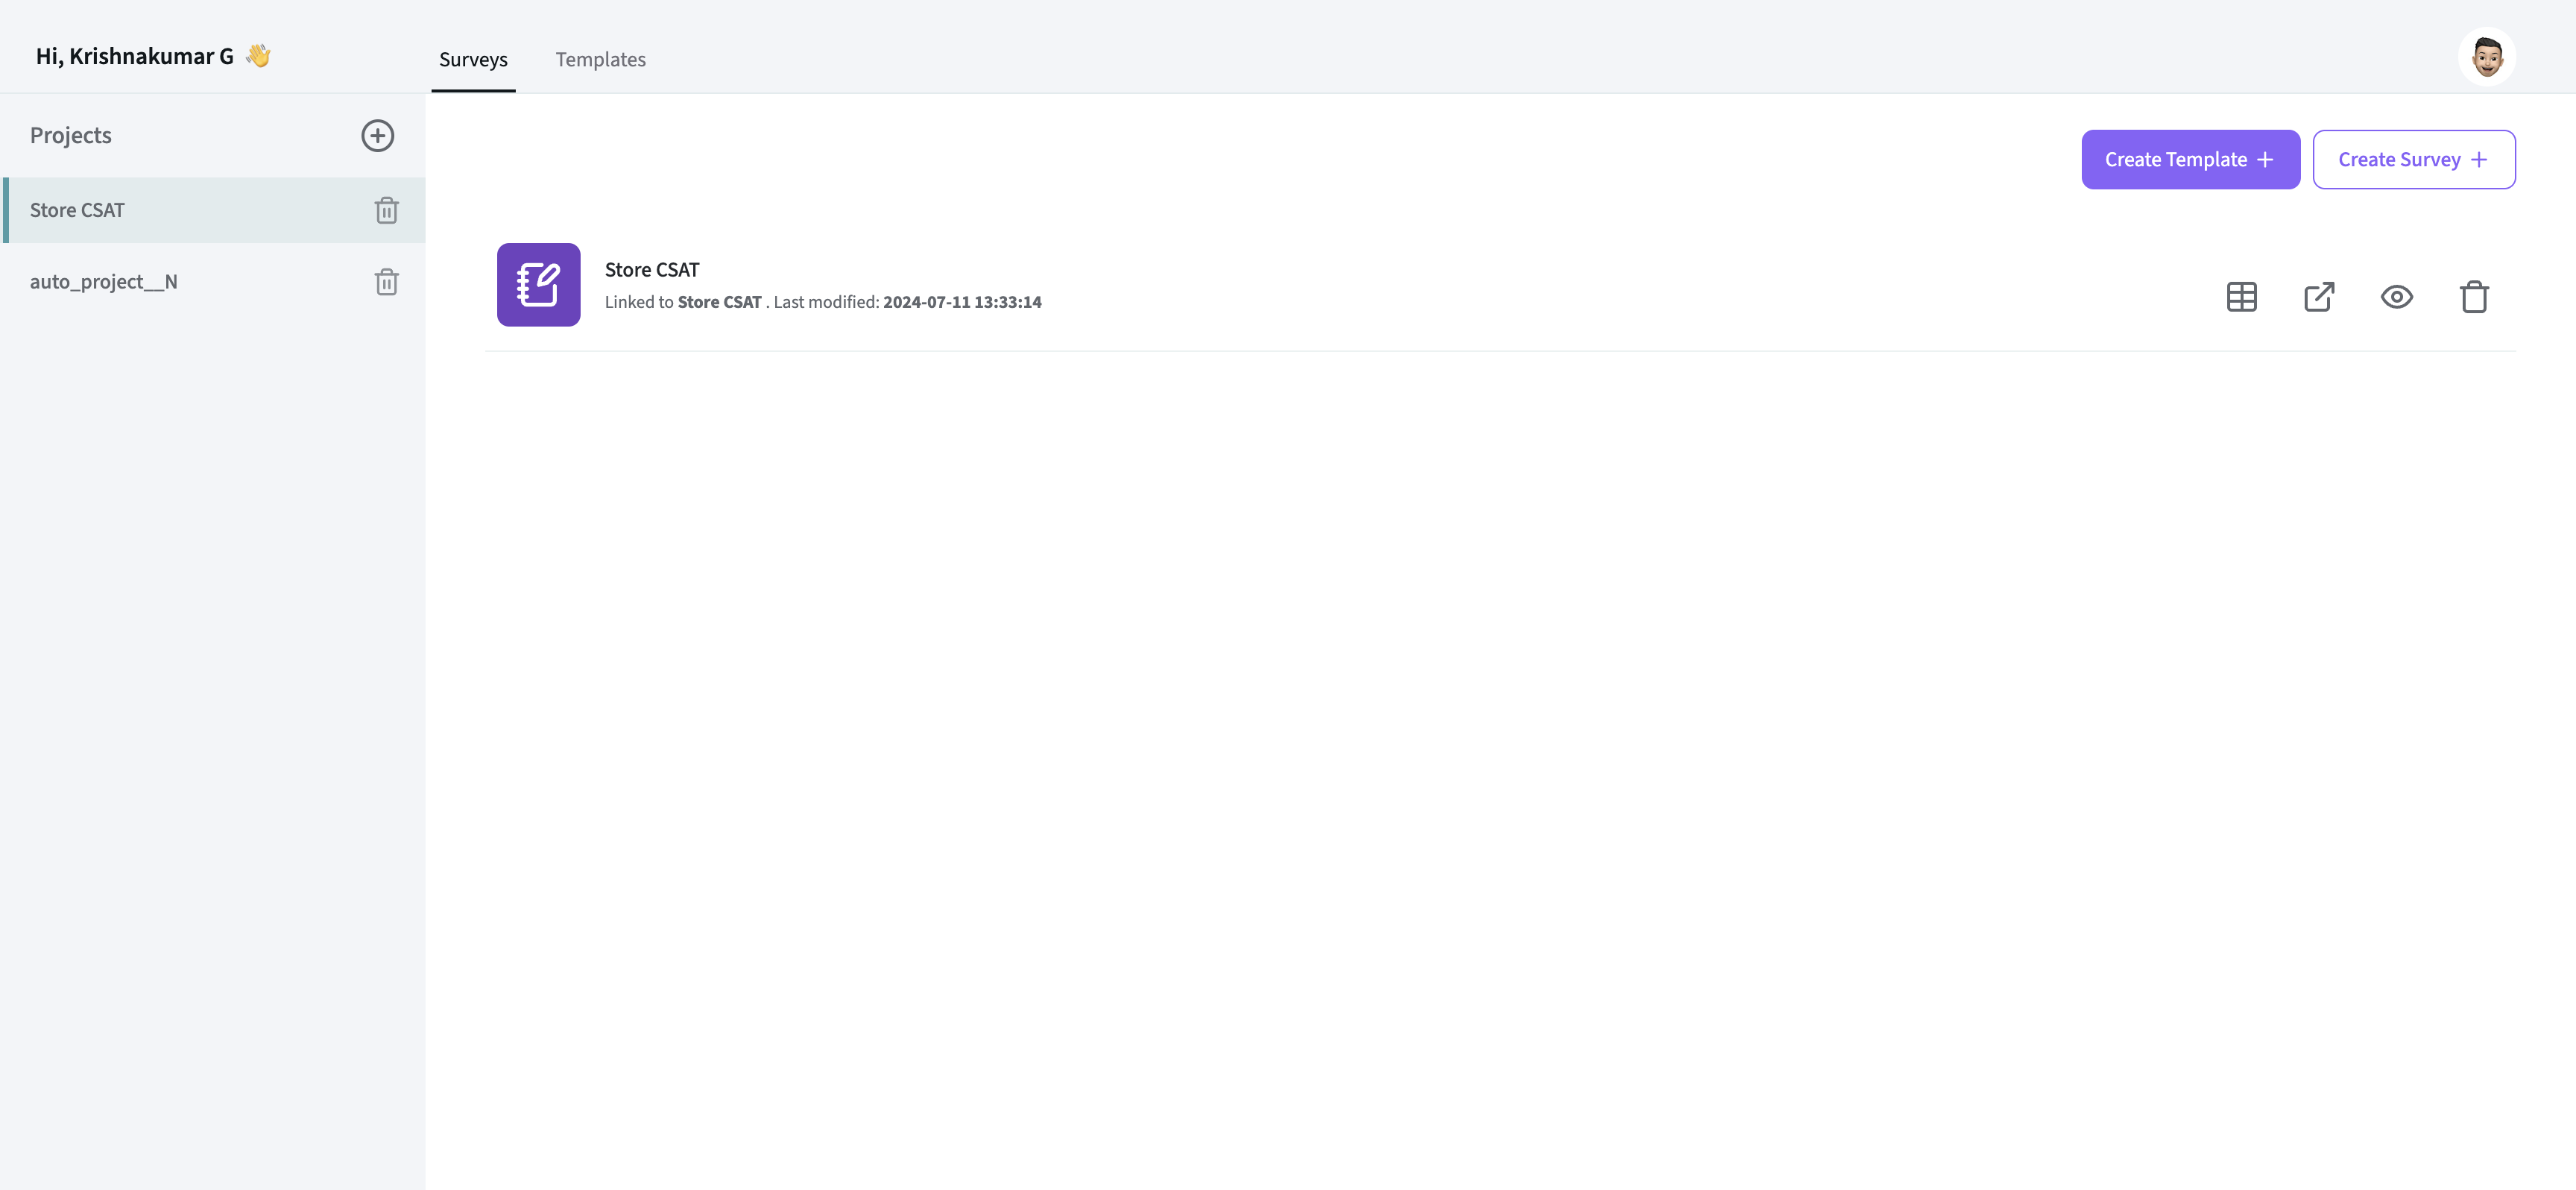 Hi, Krishnakumar G 👋
Surveys
Templates
Projects
Store CSAT
auto_project__N
Create Template +
Create Survey +
Store CSAT
Linked to Store CSAT . Last modified: 2024-07-11 13:33:14